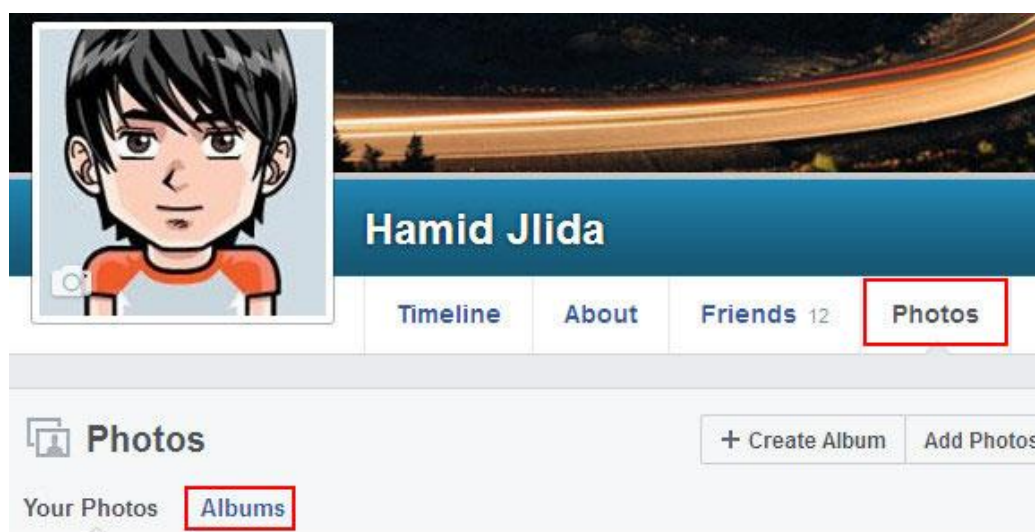 Hamid Jlida
Timeline About Friends 12 Photos
Photos
+ Create Album Add Photos
Your Photos Albums